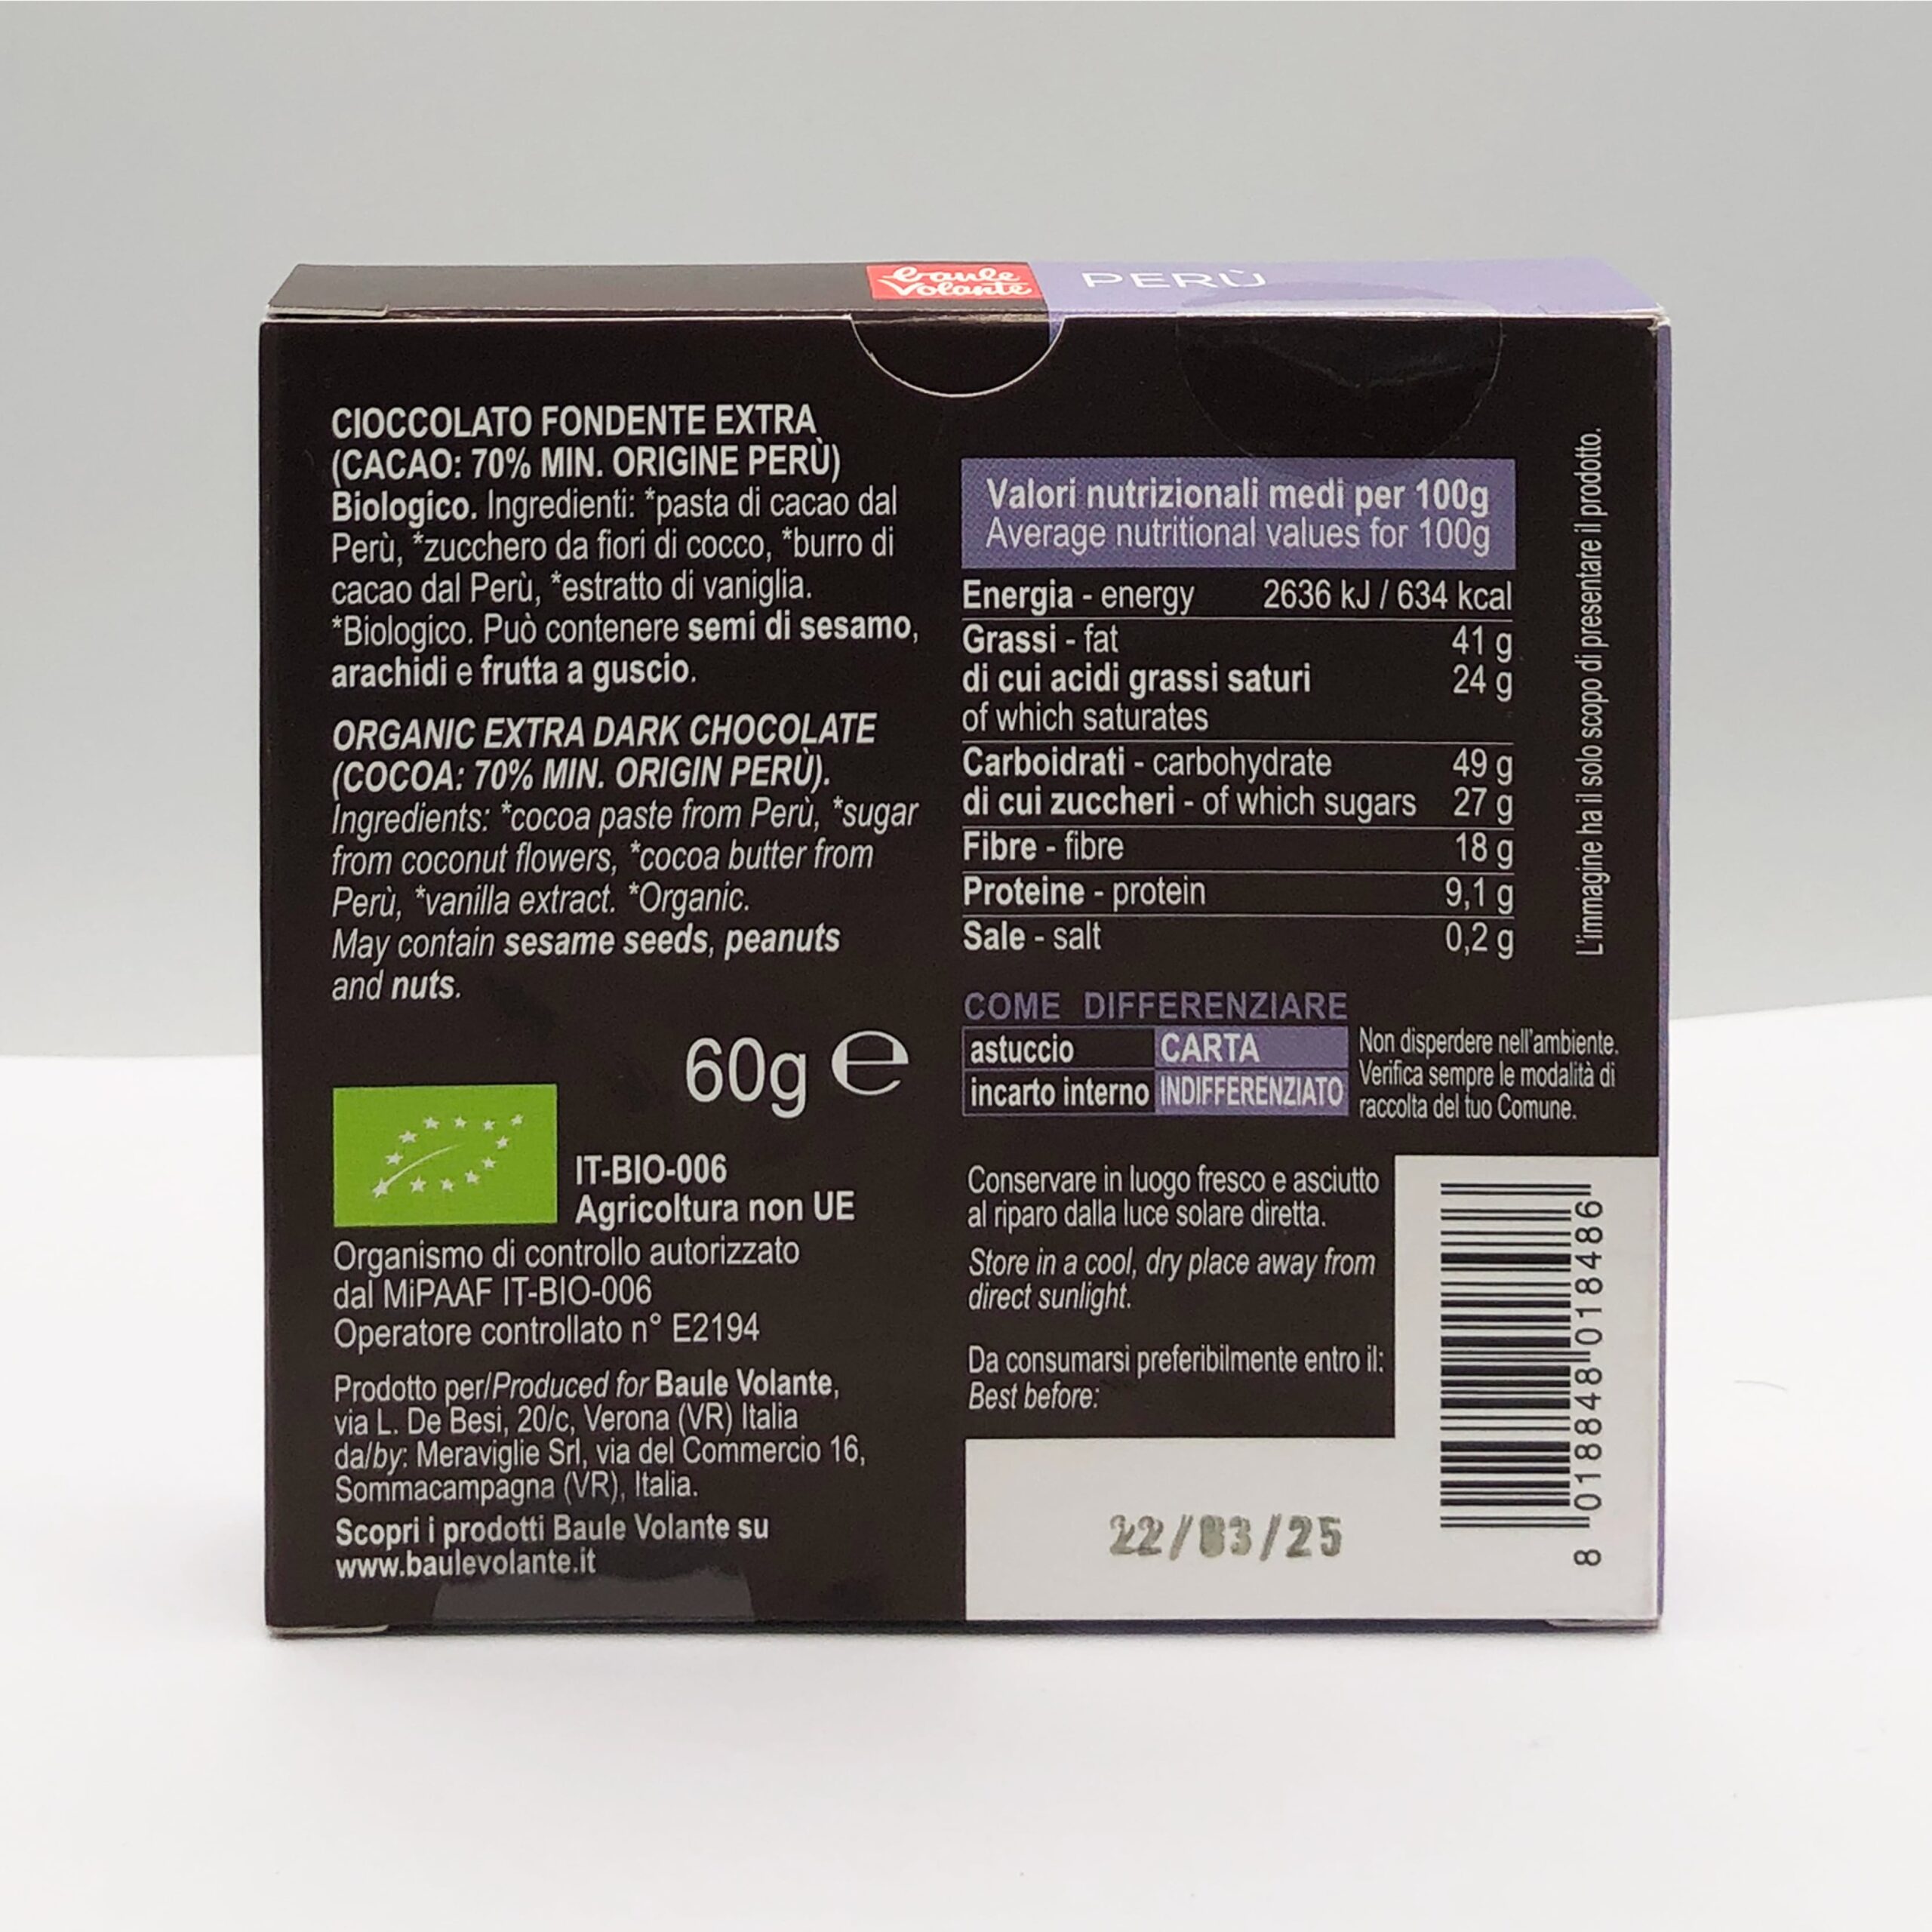 baule
Volante
PERÙ
CIOCCOLATO FONDENTE EXTRA
(CACAO: 70% MIN. ORIGINE PERÙ)
Biologico. Ingredienti: *pasta di cacao dal
Perù, *zucchero da fiori di cocco, *burro di
cacao dal Perù, *estratto di vaniglia.
*Biologico. Può contenere semi di sesamo,
arachidi e frutta a guscio.
ORGANIC EXTRA DARK CHOCOLATE
(COCOA: 70% MIN. ORIGIN PERÙ).
Ingredients: *cocoa paste from Perù, *sugar
from coconut flowers, *cocoa butter from
Perù, *vanilla extract. *Organic.
May contain sesame seeds, peanuts
and nuts.
60g ℮
IT-BIO-006
Agricoltura non UE
Organismo di controllo autorizzato
dal MiPAAF IT-BIO-006
Operatore controllato n° E2194
Prodotto per/Produced for Baule Volante,
via L. De Besi, 20/c, Verona (VR) Italia
da/by: Meraviglie Srl, via del Commercio 16,
Sommacampagna (VR), Italia.
Scopri i prodotti Baule Volante su
www.baulevolante.it
Valori nutrizionali medi per 100g
Average nutritional values for 100g
Energia - energy 2636 kJ / 634 kcal
Grassi - fat 41 g
di cui acidi grassi saturi 24 g
of which saturates
Carboidrati - carbohydrate 49 g
di cui zuccheri - of which sugars 27 g
Fibre - fibre 18 g
Proteine - protein 9,1 g
Sale - salt 0,2 g
L'immagine ha il solo scopo di presentare il prodotto.
COME DIFFERENZIARE
astuccio CARTA
incarto interno INDIFFERENZIATO
Non disperdere nell'ambiente.
Verifica sempre le modalità di
raccolta del tuo Comune.
Conservare in luogo fresco e asciutto
al riparo dalla luce solare diretta.
Store in a cool, dry place away from
direct sunlight.
Da consumarsi preferibilmente entro il:
Best before:
22/03/25
8 018848 018486